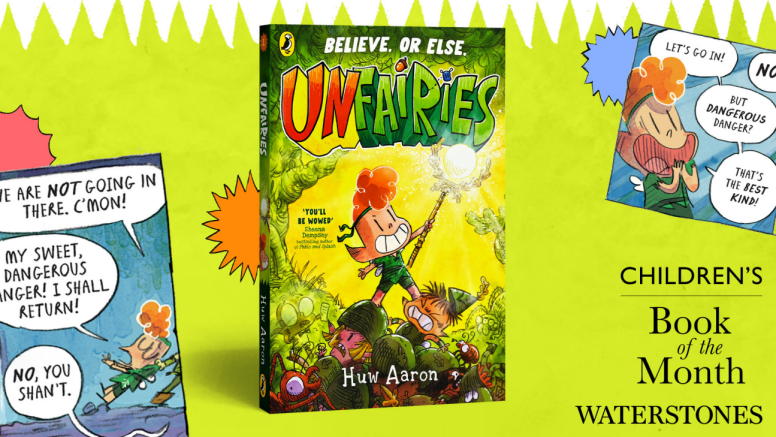 WE ARE NOT GOING IN
THERE. C'MON!
MY SWEET,
DANGEROUS
DANGER! I SHALL
RETURN!
NO, YOU
SHAN'T.
UNFAIRIES
Huw Aaron
BELIEVE. OR ELSE.
UNFAIRIES
'YOU'LL
BE WOWED'
Sheena
Dempsey
bestselling author
of Pablo and Splash
Huw Aaron
LET'S GO IN!
NO
BUT
DANGEROUS
DANGER?
THAT'S
THE BEST
KIND!
CHILDREN'S
Book
of the
Month
WATERSTONES